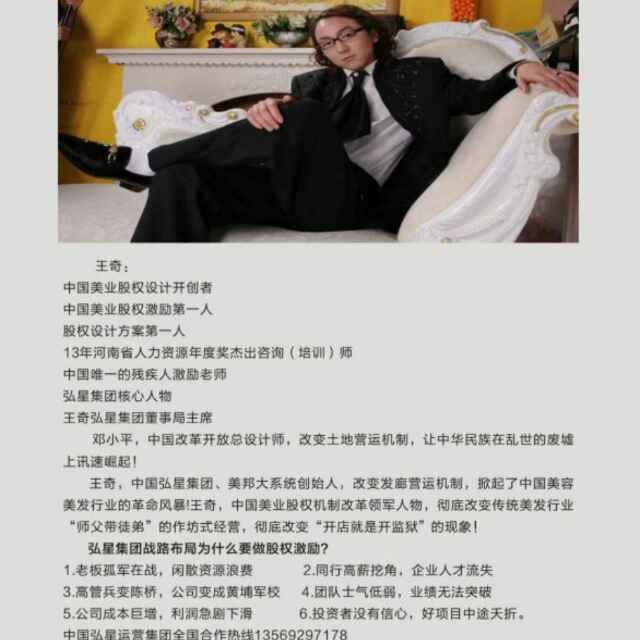 王奇：
中国美业股权设计开创者
中国美业股权激励第一人
股权设计方案第一人
13年河南省人力资源年度奖杰出咨询（培训）师
中国唯一的残疾人激励老师
弘星集团核心人物
王奇弘星集团董事局主席
邓小平，中国改革开放总设计师，改变土地营运机制，让中华民族在乱世的废墟
上讯速崛起！
王奇，中国弘星集团、美邦大系统创始人，改变发廊营运机制，掀起了中国美容
美发行业的革命风暴!王奇，中国美业股权机制改革领军人物，彻底改变传统美发行业
“师父带徒弟”的作坊式经营，彻底改变“开店就是开监狱”的现象！
弘星集团战路布局为什么要做股权激励？
1.老板孤军在战，闲散资源浪费 2.同行高薪挖角，企业人才流失
3.高管兵变陈桥，公司变成黄埔军校 4.团队士气低弱，业绩无法突破
5.公司成本巨增，利润急剧下滑 6.投资者没有信心，好项目中途夭折。
中国弘星运营集团全国合作热线13569297178